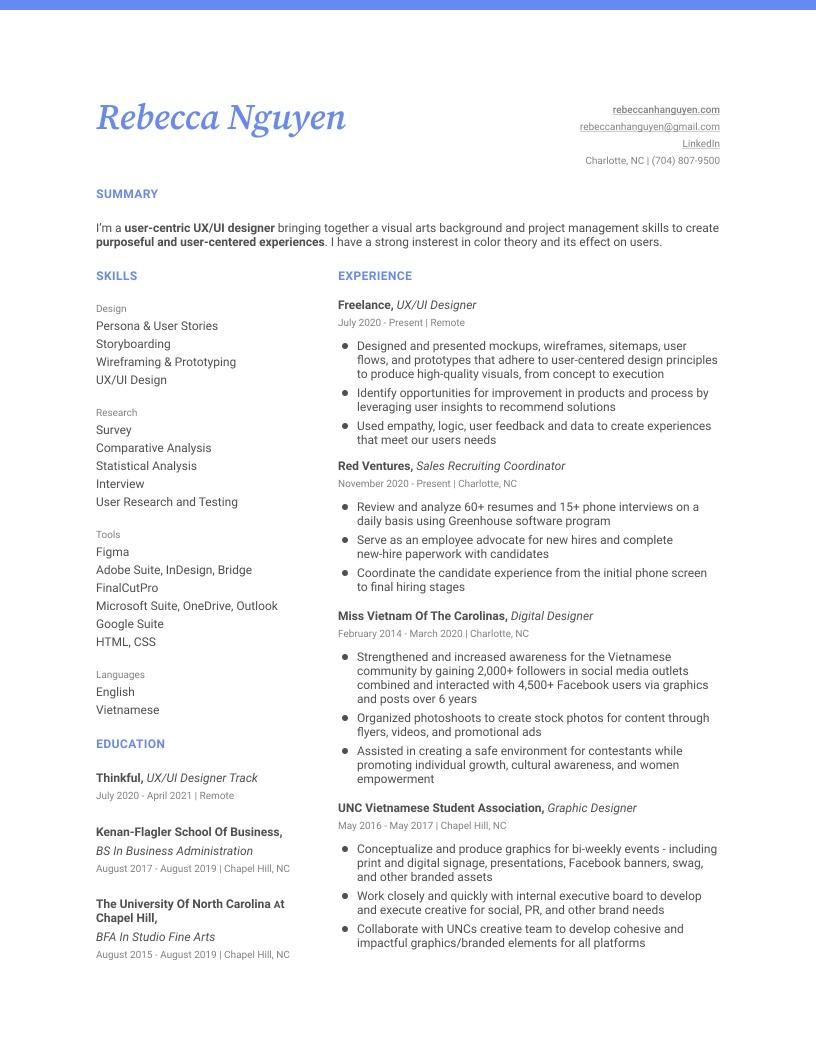 Rebecca Nguyen
rebeccanhanguyen.com
rebeccanhanguyen@gmail.com
LinkedIn
Charlotte, NC | (704) 807-9500
SUMMARY
I'm a user-centric UX/UI designer bringing together a visual arts background and project management skills to create
purposeful and user-centered experiences. I have a strong insterest in color theory and its effect on users.
SKILLS
Design
Persona & User Stories
Storyboarding
Wireframing & Prototyping
UX/UI Design
Research
Survey
Comparative Analysis
Statistical Analysis
Interview
User Research and Testing
Tools
Figma
Adobe Suite, InDesign, Bridge
FinalCutPro
Microsoft Suite, OneDrive, Outlook
Google Suite
HTML, CSS
Languages
English
Vietnamese
EDUCATION
Thinkful, UX/UI Designer Track
July 2020 - April 2021 | Remote
Kenan-Flagler School Of Business,
BS In Business Administration
August 2017 - August 2019 | Chapel Hill, NC
The University Of North Carolina At
Chapel Hill,
BFA In Studio Fine Arts
August 2015 - August 2019 | Chapel Hill, NC
EXPERIENCE
Freelance, UX/UI Designer
July 2020 - Present | Remote
● Designed and presented mockups, wireframes, sitemaps, user
flows, and prototypes that adhere to user-centered design principles
to produce high-quality visuals, from concept to execution
● Identify opportunities for improvement in products and process by
leveraging user insights to recommend solutions
● Used empathy, logic, user feedback and data to create experiences
that meet our users needs
Red Ventures, Sales Recruiting Coordinator
November 2020 - Present | Charlotte, NC
● Review and analyze 60+ resumes and 15+ phone interviews on a
daily basis using Greenhouse software program
● Serve as an employee advocate for new hires and complete
new-hire paperwork with candidates
● Coordinate the candidate experience from the initial phone screen
to final hiring stages
Miss Vietnam Of The Carolinas, Digital Designer
February 2014 - March 2020 | Charlotte, NC
● Strengthened and increased awareness for the Vietnamese
community by gaining 2,000+ followers in social media outlets
combined and interacted with 4,500+ Facebook users via graphics
and posts over 6 years
● Organized photoshoots to create stock photos for content through
flyers, videos, and promotional ads
● Assisted in creating a safe environment for contestants while
promoting individual growth, cultural awareness, and women
empowerment
UNC Vietnamese Student Association, Graphic Designer
May 2016 - May 2017 | Chapel Hill, NC
● Conceptualize and produce graphics for bi-weekly events - including
print and digital signage, presentations, Facebook banners, swag,
and other branded assets
● Work closely and quickly with internal executive board to develop
and execute creative for social, PR, and other brand needs
● Collaborate with UNCs creative team to develop cohesive and
impactful graphics/branded elements for all platforms